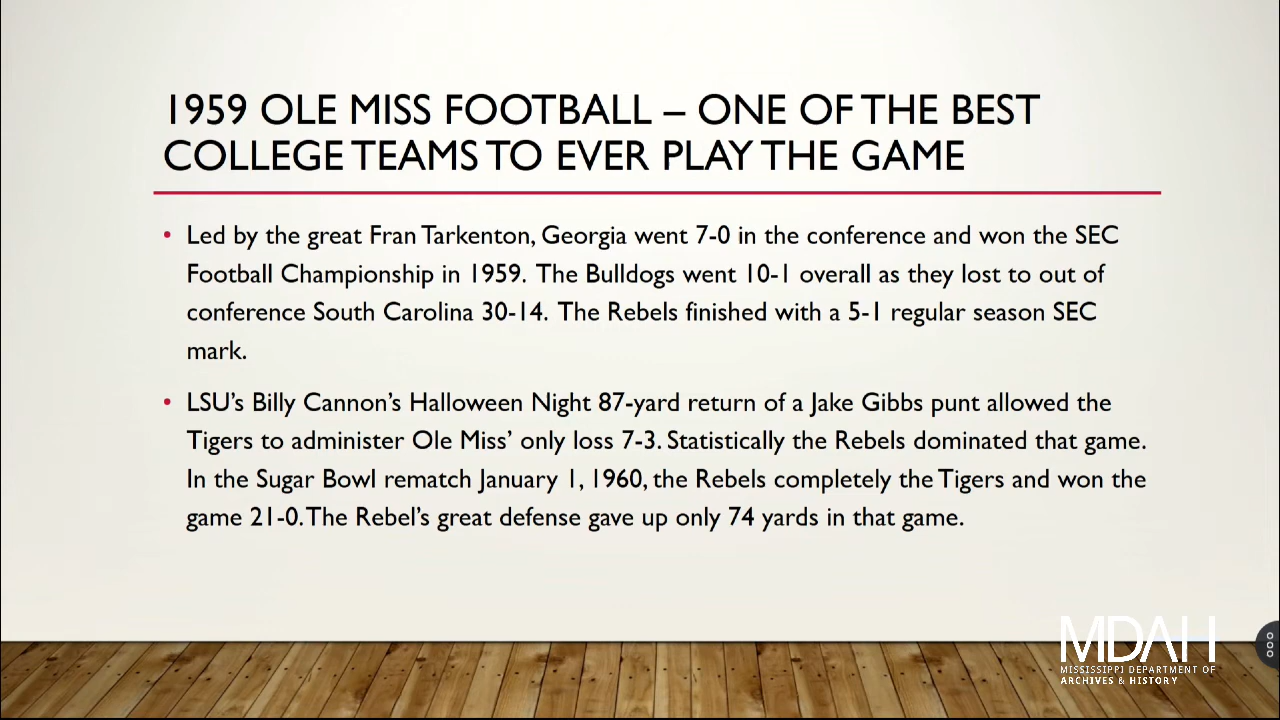 1959 OLE MISS FOOTBALL – ONE OF THE BEST
COLLEGE TEAMS TO EVER PLAY THE GAME
• Led by the great Fran Tarkenton, Georgia went 7-0 in the conference and won the SEC
Football Championship in 1959. The Bulldogs went 10-1 overall as they lost to out of
conference South Carolina 30-14. The Rebels finished with a 5-1 regular season SEC
mark.
• LSU's Billy Cannon's Halloween Night 87-yard return of a Jake Gibbs punt allowed the
Tigers to administer Ole Miss' only loss 7-3. Statistically the Rebels dominated that game.
In the Sugar Bowl rematch January 1, 1960, the Rebels completely the Tigers and won the
game 21-0. The Rebel's great defense gave up only 74 yards in that game.
MDAH
MISSISSIPPI DEPARTMENT OF
ARCHIVES & HISTORY